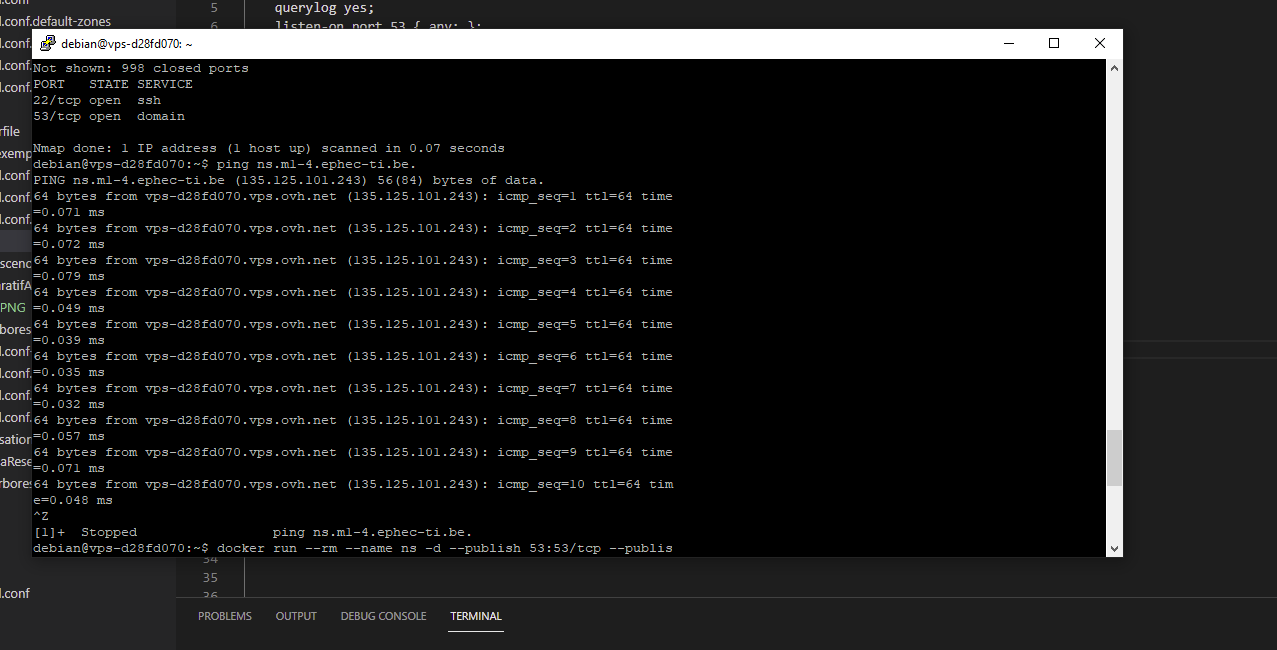 l.conf
l.conf.default-zones
l.conf.
l.conf.
l.conf.
rfile
exemp
l.conf.
l.conf.
l.conf.
scenc
ratifA
PNG
bores
l.conf
l.conf
l.conf
l.conf
sation
aRese
rbores
l.conf
5 querylog yes;
6 listen-on port 53 { any; };
debian@vps-d28fd070: ~
Not shown: 998 closed ports
PORT   STATE SERVICE
22/tcp open  ssh
53/tcp open  domain
Nmap done: 1 IP address (1 host up) scanned in 0.07 seconds
debian@vps-d28fd070:~$ ping ns.m1-4.ephec-ti.be.
PING ns.m1-4.ephec-ti.be (135.125.101.243) 56(84) bytes of data.
64 bytes from vps-d28fd070.vps.ovh.net (135.125.101.243): icmp_seq=1 ttl=64 time
=0.071 ms
64 bytes from vps-d28fd070.vps.ovh.net (135.125.101.243): icmp_seq=2 ttl=64 time
=0.072 ms
64 bytes from vps-d28fd070.vps.ovh.net (135.125.101.243): icmp_seq=3 ttl=64 time
=0.079 ms
64 bytes from vps-d28fd070.vps.ovh.net (135.125.101.243): icmp_seq=4 ttl=64 time
=0.049 ms
64 bytes from vps-d28fd070.vps.ovh.net (135.125.101.243): icmp_seq=5 ttl=64 time
=0.039 ms
64 bytes from vps-d28fd070.vps.ovh.net (135.125.101.243): icmp_seq=6 ttl=64 time
=0.035 ms
64 bytes from vps-d28fd070.vps.ovh.net (135.125.101.243): icmp_seq=7 ttl=64 time
=0.032 ms
64 bytes from vps-d28fd070.vps.ovh.net (135.125.101.243): icmp_seq=8 ttl=64 time
=0.057 ms
64 bytes from vps-d28fd070.vps.ovh.net (135.125.101.243): icmp_seq=9 ttl=64 time
=0.071 ms
64 bytes from vps-d28fd070.vps.ovh.net (135.125.101.243): icmp_seq=10 ttl=64 tim
e=0.048 ms
^Z
[1]+  Stopped                 ping ns.m1-4.ephec-ti.be.
debian@vps-d28fd070:~$ docker run --rm --name ns -d --publish 53:53/tcp --publis
34
35
36
PROBLEMS OUTPUT DEBUG CONSOLE TERMINAL